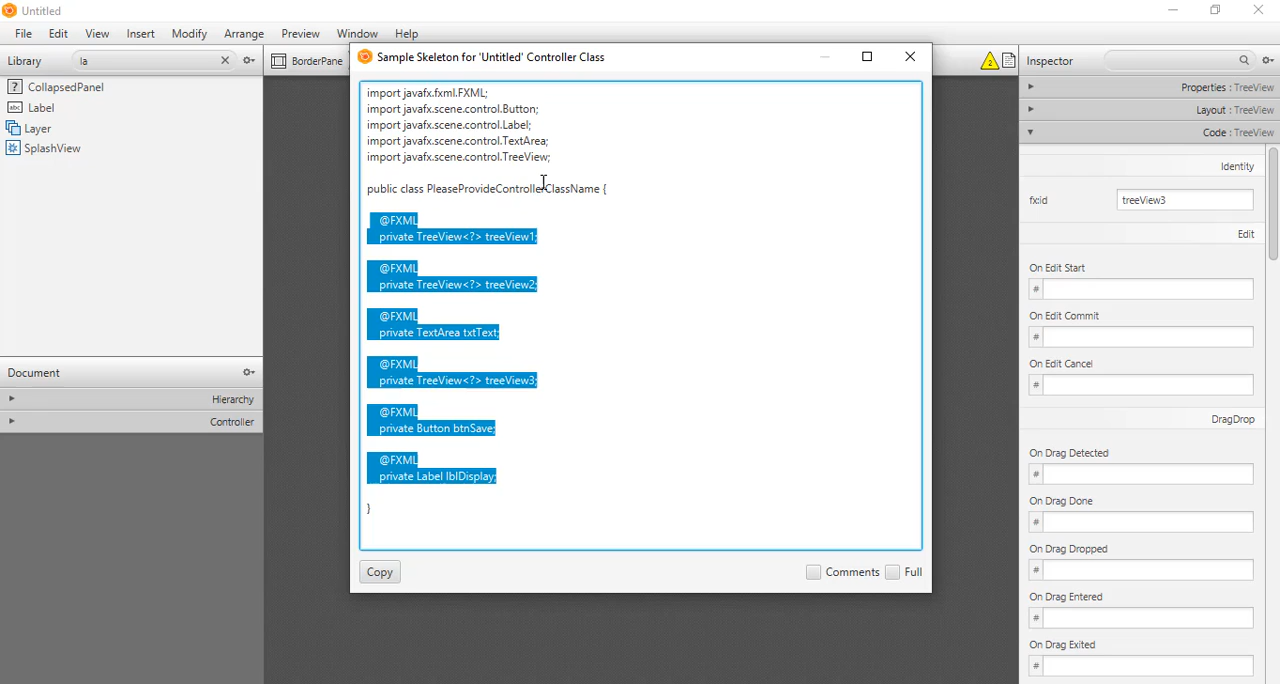 Untitled
File Edit View Insert Modify Arrange Preview Window Help
Library la
CollapsedPanel
abc Label
Layer
SplashView
Document
Hierarchy
Controller
BorderPane
2
Sample Skeleton for 'Untitled' Controller Class
import javafx.fxml.FXML;
import javafx.scene.control.Button;
import javafx.scene.control.Label;
import javafx.scene.control.TextArea;
import javafx.scene.control.TreeView;
public class PleaseProvideControllerClassName {
@FXML
private TreeView<?> treeView1;
@FXML
private TreeView<?> treeView2;
@FXML
private TextArea txtText;
@FXML
private TreeView<?> treeView3;
@FXML
private Button btnSave;
@FXML
private Label lblDisplay;
}
Copy
Comments
Full
Inspector
Properties : TreeView
Layout : TreeView
Code : TreeView
Identity
fx:id treeView3
Edit
On Edit Start
#
On Edit Commit
#
On Edit Cancel
#
DragDrop
On Drag Detected
#
On Drag Done
#
On Drag Dropped
#
On Drag Entered
#
On Drag Exited
#